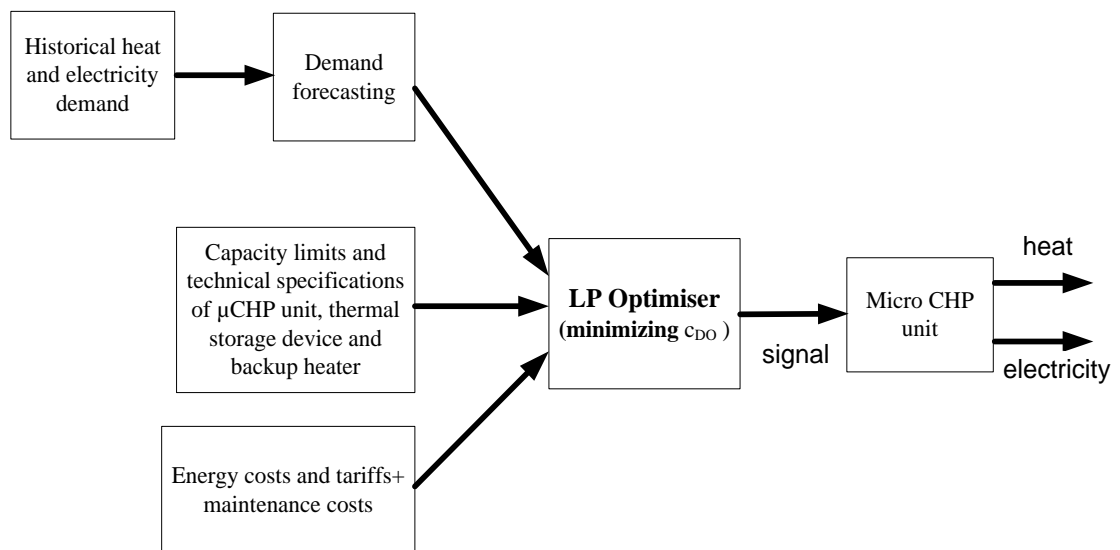 Historical heat
and electricity
demand
Demand
forecasting
Capacity limits and
technical specifications
of µCHP unit, thermal
storage device and
backup heater
Energy costs and tariffs+
maintenance costs
LP Optimiser
(minimizing cDO )
signal
Micro CHP
unit
heat
electricity